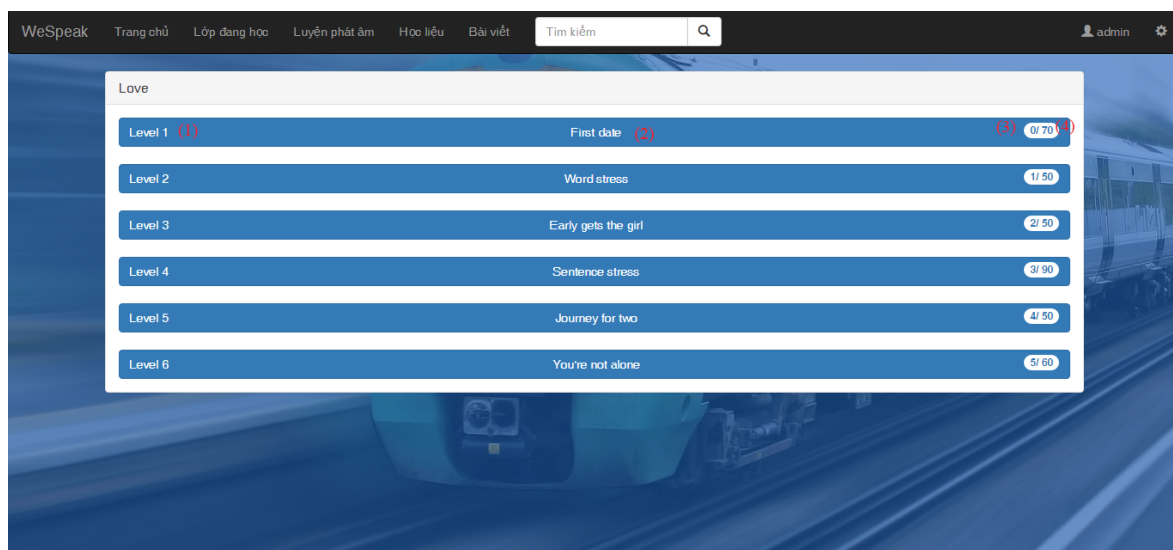 WeSpeak Trang chủ Lớp đang học Luyện phát âm Học liệu Bài viết Tìm kiếm admin
Love
Level 1 (1) First date (2) (3) 0/ 70 (4)
Level 2 Word stress 1/ 50
Level 3 Early gets the girl 2/ 50
Level 4 Sentence stress 3/ 90
Level 5 Journey for two 4/ 50
Level 6 You're not alone 5/ 60